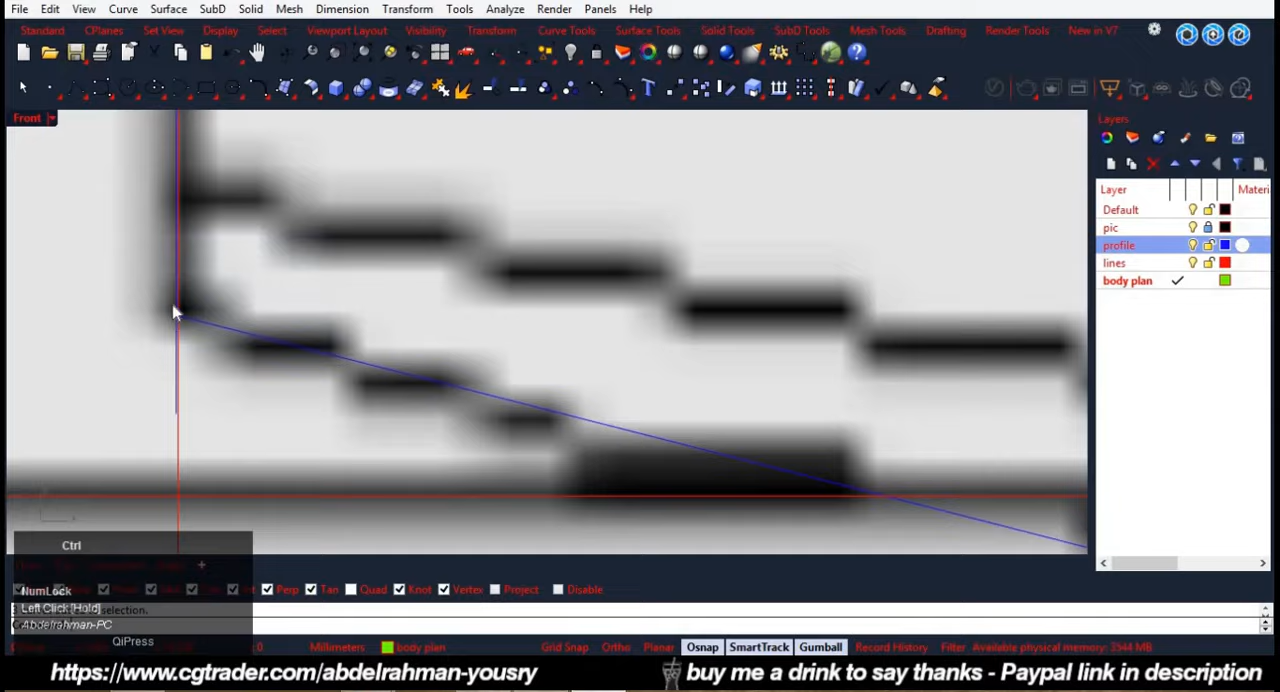 File Edit View Curve Surface SubD Solid Mesh Dimension Transform Tools Analyze Render Panels Help
Standard CPlanes Set View Display Select Viewport Layout Visibility Transform Curve Tools Surface Tools Solid Tools SubD Tools Mesh Tools Drafting Render Tools New in V7
Front
Layers
Layer Materi
Default
pic
profile
lines
body plan
Ctrl
Perp Tan Quad Knot Vertex Project Disable
NumLock
selection.
Left Click [Hold]
Abdelrahman-PC
QiPress
Millimeters body plan Grid Snap Ortho Planar Osnap SmartTrack Gumball Record History Filter Available physical memory: 3544 MB
https://www.cgtrader.com/abdelrahman-yousry buy me a drink to say thanks - Paypal link in description